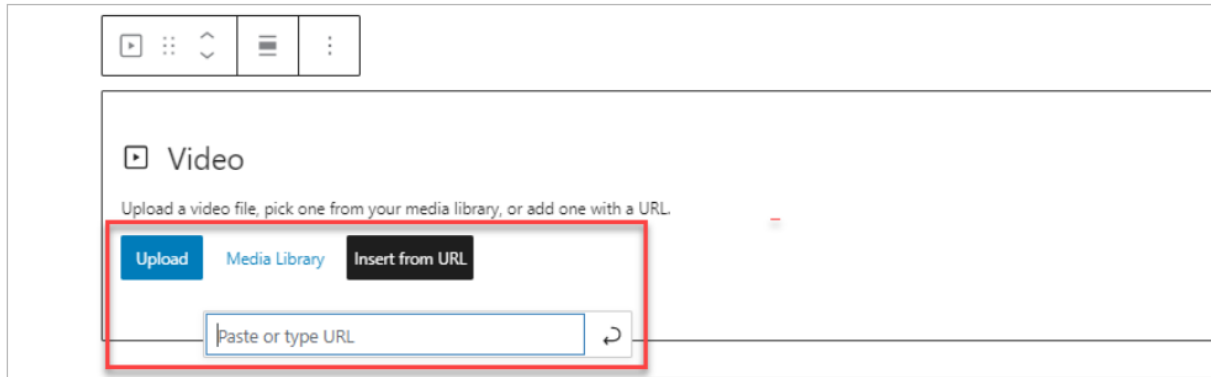 Video
Upload a video file, pick one from your media library, or add one with a URL.
Upload Media Library Insert from URL
Paste or type URL